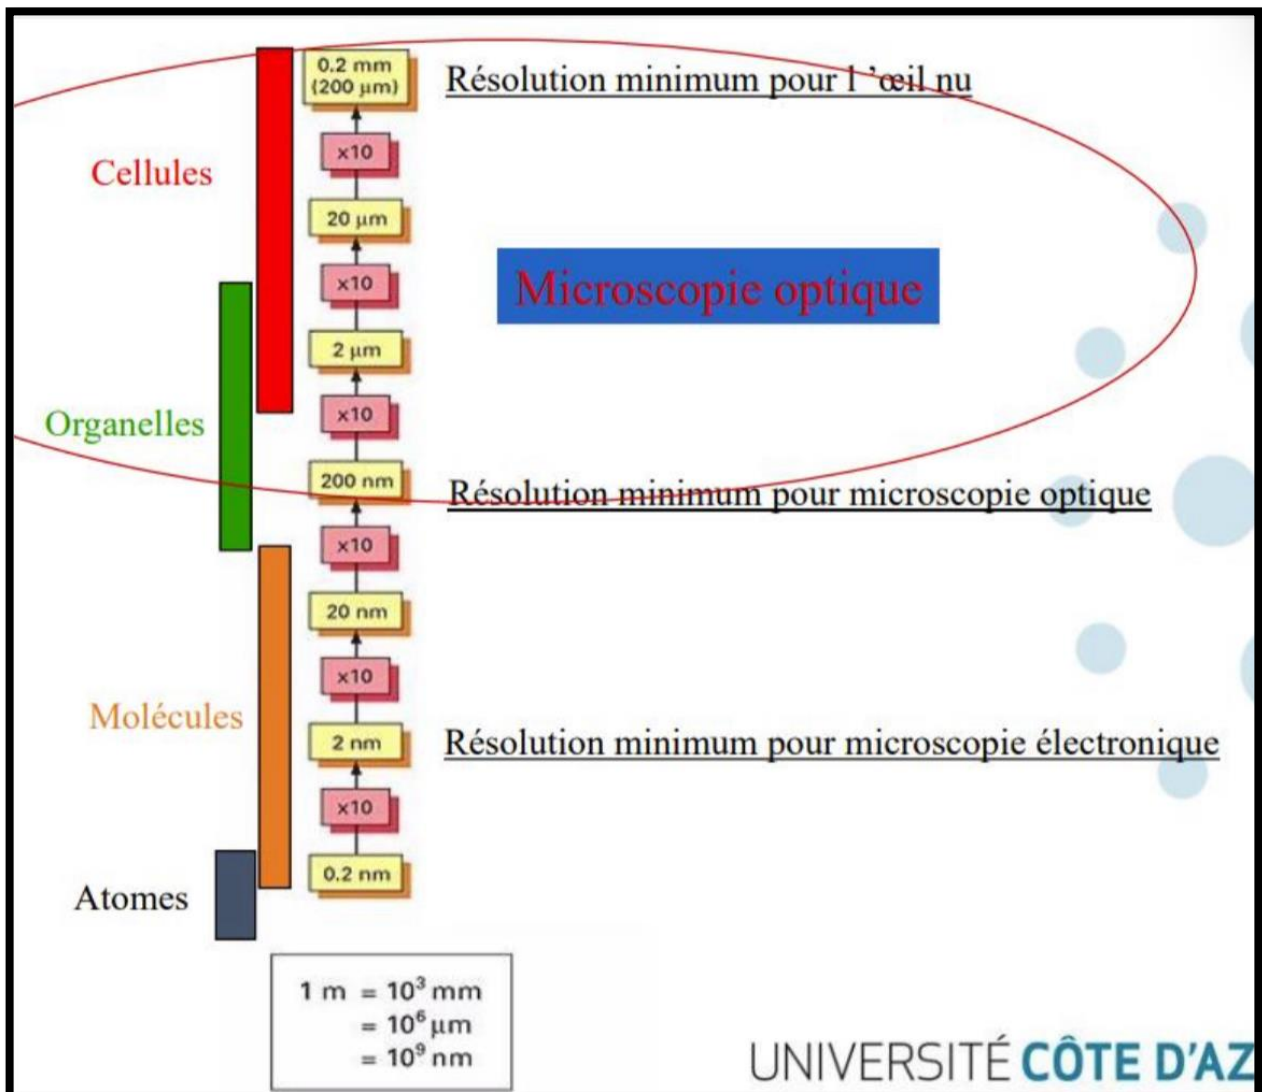 0.2 mm
(200 µm)
Résolution minimum pour l ’œil nu
x10
Cellules
20 µm
x10
Microscopie optique
2 µm
x10
Organelles
200 nm
Résolution minimum pour microscopie optique
x10
20 nm
x10
Molécules
2 nm
Résolution minimum pour microscopie électronique
x10
0.2 nm
Atomes
1 m = 10³ mm
= 10⁶ µm
= 10⁹ nm
UNIVERSITÉ CÔTE D'AZ